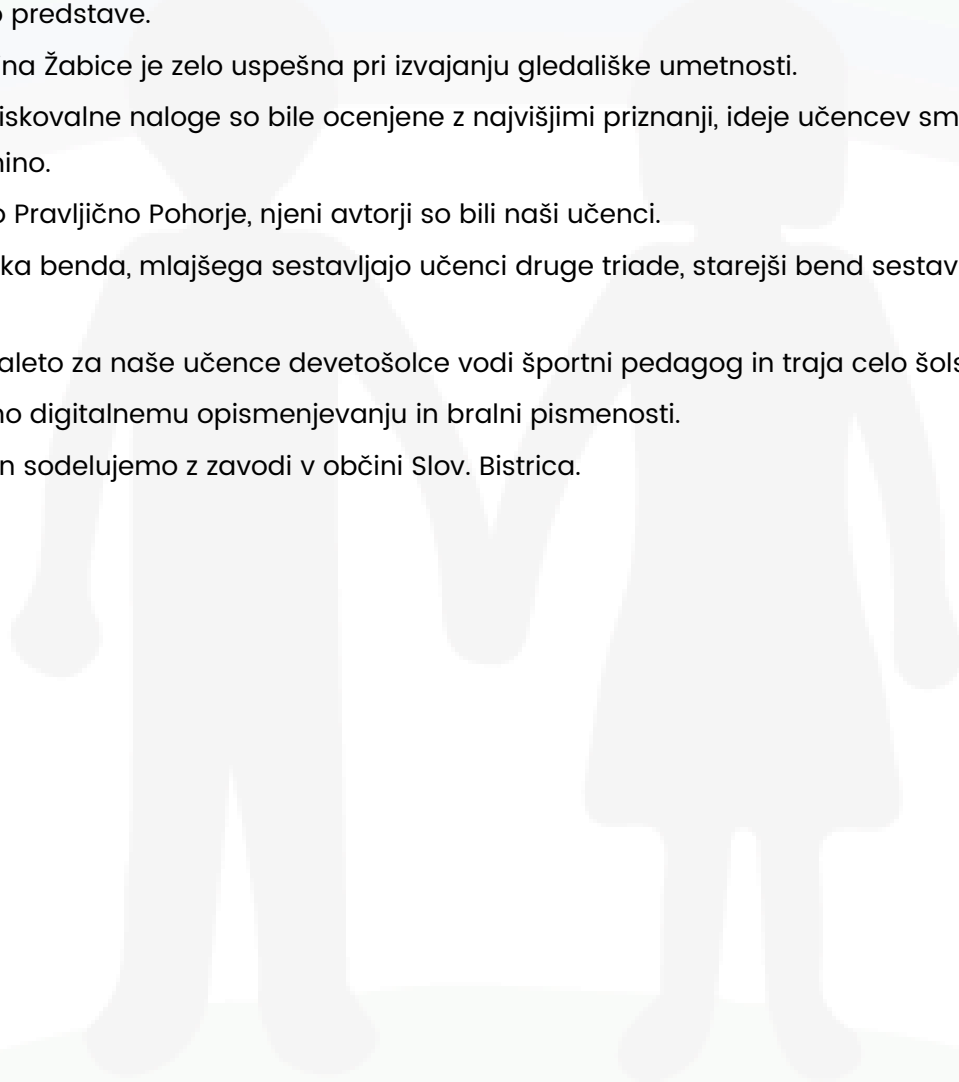 predstave.
na Žabice je zelo uspešna pri izvajanju gledališke umetnosti.
iskovalne naloge so bile ocenjene z najvišjimi priznanji, ideje učencev sm
nino.
Pravljično Pohorje, njeni avtorji so bili naši učenci.
ka benda, mlajšega sestavljajo učenci druge triade, starejši bend sestav
aleto za naše učence devetošolce vodi športni pedagog in traja celo šols
no digitalnemu opismenjevanju in bralni pismenosti.
n sodelujemo z zavodi v občini Slov. Bistrica.